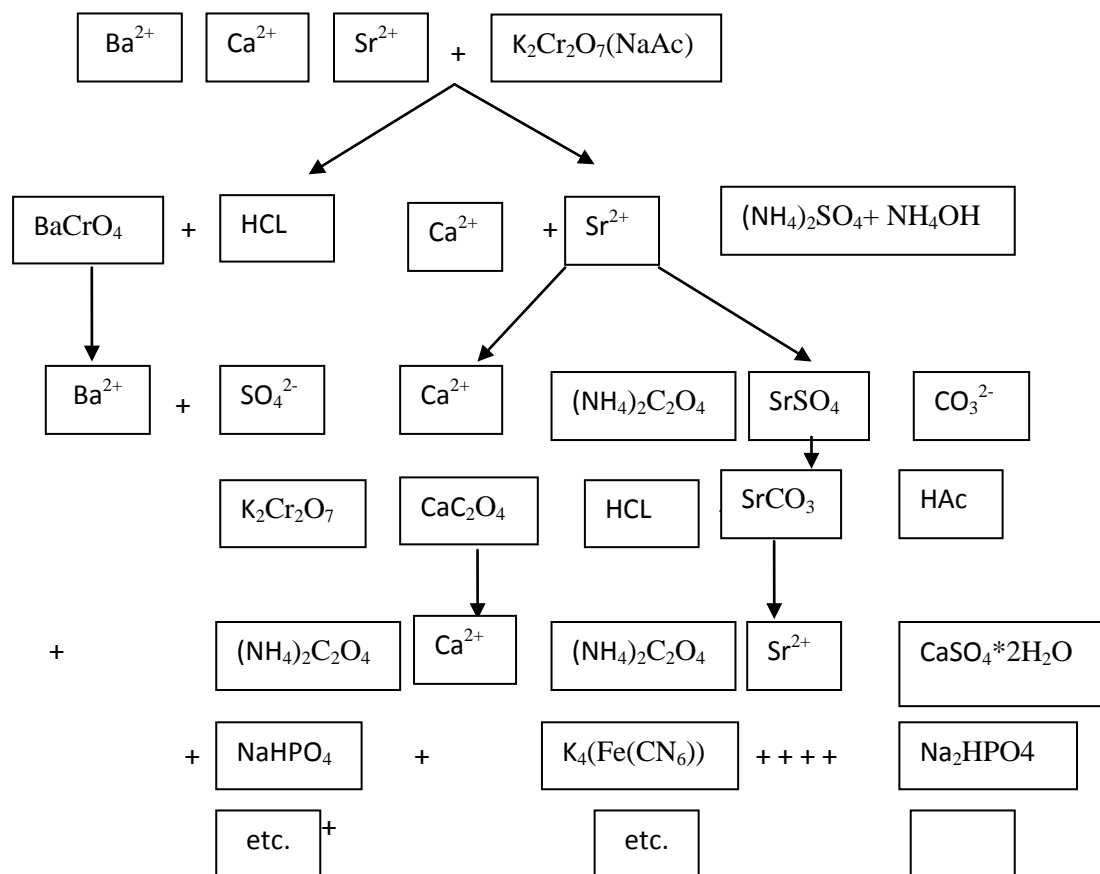 Ba²⁺ Ca²⁺ Sr²⁺ + K₂Cr₂O₇(NaAc)
BaCrO₄ + HCL Ca²⁺ + Sr²⁺ (NH₄)₂SO₄+ NH₄OH
Ba²⁺ + SO₄²⁻ Ca²⁺ (NH₄)₂C₂O₄ SrSO₄ CO₃²⁻
K₂Cr₂O₇ CaC₂O₄ HCL SrCO₃ HAc
+ (NH₄)₂C₂O₄ Ca²⁺ (NH₄)₂C₂O₄ Sr²⁺ CaSO₄*2H₂O
+ NaHPO₄ + K₄(Fe(CN₆)) + + + + Na₂HPO4
etc. + etc.